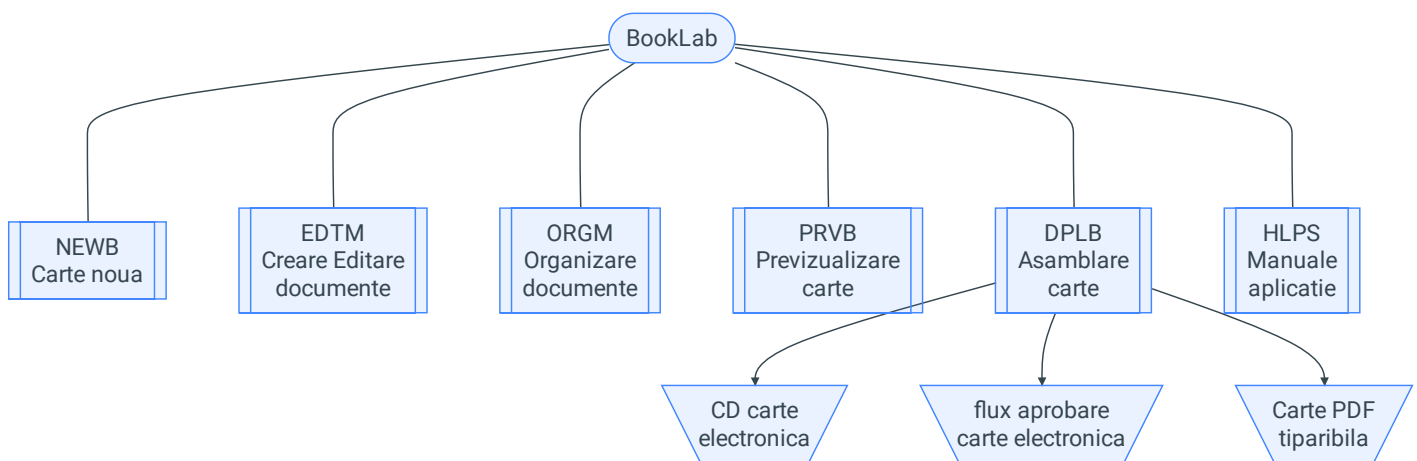 BookLab
NEWB
Carte noua
EDTM
Creare Editare
documente
ORGM
Organizare
documente
PRVB
Previzualizare
carte
DPLB
Asamblare
carte
HLPS
Manuale
aplicatie
CD carte
electronica
flux aprobare
carte electronica
Carte PDF
tiparibila